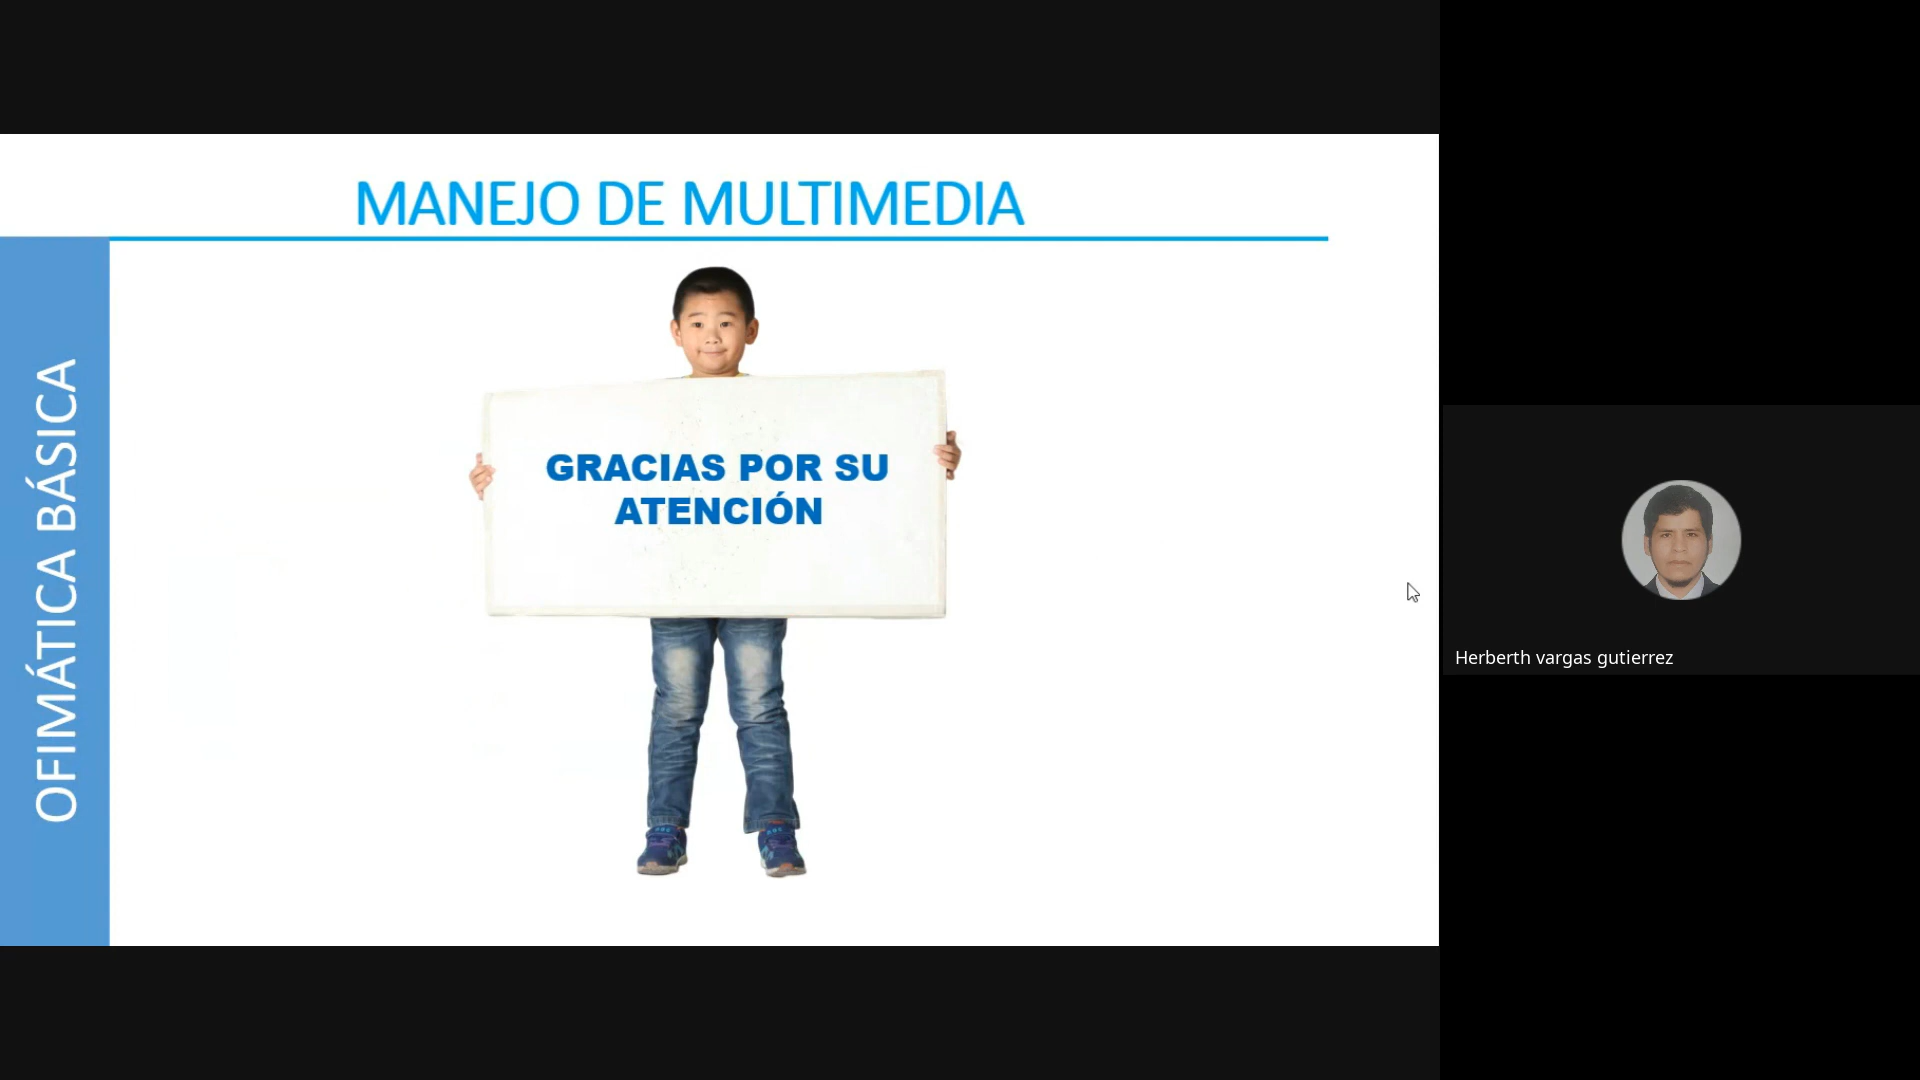 MANEJO DE MULTIMEDIA
OFIMÁTICA BÁSICA
GRACIAS POR SU
ATENCIÓN
Herberth vargas gutierrez